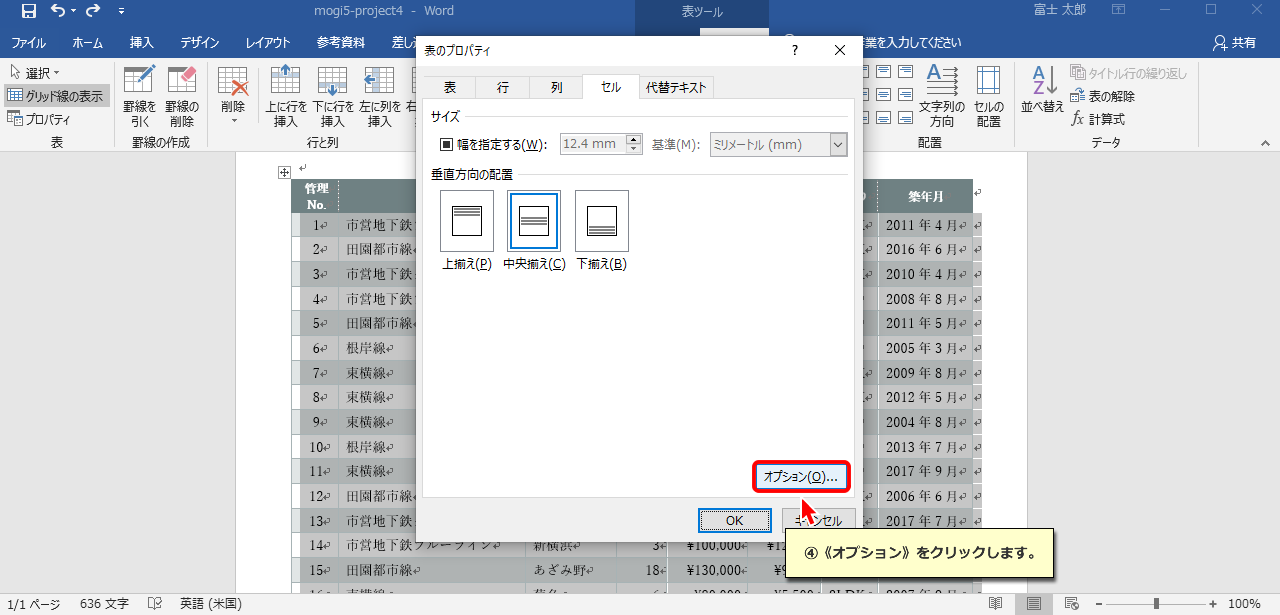 mogi5-project4 - Word
表ツール
富士 太郎
ファイル ホーム 挿入 デザイン レイアウト 参考資料 差し
業を入力してください
共有
選択
グリッド線の表示
プロパティ
表
罫線を引く
罫線の削除
罫線の作成
削除
上に行を挿入
下に行を挿入
左に列を挿入
行と列
文字列の方向
セルの配置
配置
並べ替え
タイトル行の繰り返し
表の解除
計算式
データ
表のプロパティ
?
表 行 列 セル 代替テキスト
サイズ
幅を指定する(W): 12.4 mm 基準(M): ミリメートル (mm)
垂直方向の配置
上揃え(P) 中央揃え(C) 下揃え(B)
オプション(O)...
OK キャンセル
④《オプション》をクリックします。
管理No. 築年月
1 市営地下鉄 2011 年 4 月
2 田園都市線 2016 年 6 月
3 市営地下鉄 2010 年 4 月
4 市営地下鉄 2008 年 8 月
5 田園都市線 2011 年 5 月
6 根岸線 2005 年 3 月
7 東横線 2009 年 8 月
8 東横線 2012 年 5 月
9 東横線 2004 年 8 月
10 根岸線 2013 年 7 月
11 東横線 2017 年 9 月
12 田園都市線 2006 年 6 月
13 市営地下鉄 2017 年 7 月
14 市営地下鉄ブルーライン 新横浜 3 ¥100,000
15 田園都市線 あざみ野 18 ¥130,000
1/1 ページ 636 文字 英語 (米国)
100%